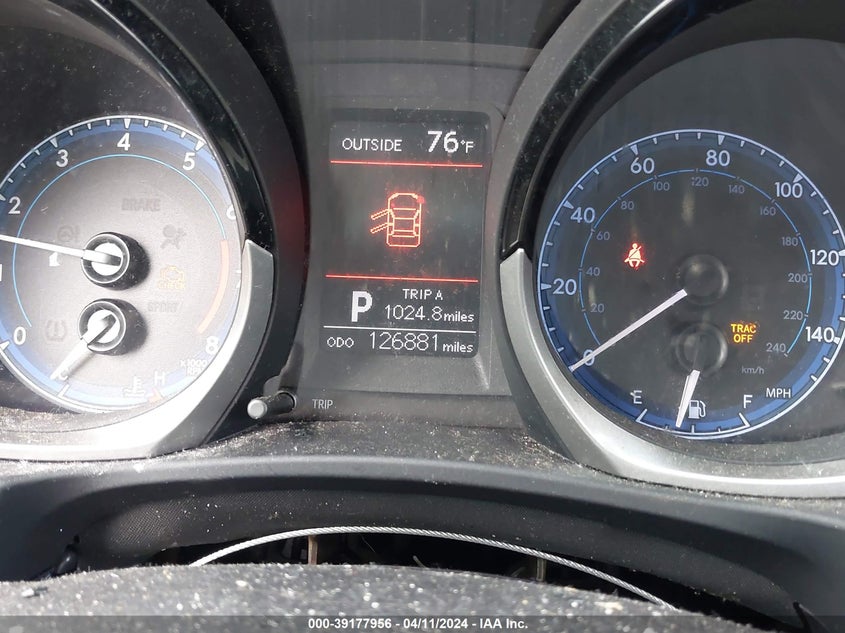 OUTSIDE 76°F
TRIP A
P 1024.8 miles
ODO 126881 miles
TRIP
0 1 2 3 4 5 6 8
BRAKE
SPORT
H
0 20 40 60 80 100 120 140
20 40 60 80 100 120 140 160 200 220 240
km/h
MPH
TRAC
OFF
E F
000-39177956 - 04/11/2024 - IAA Inc.